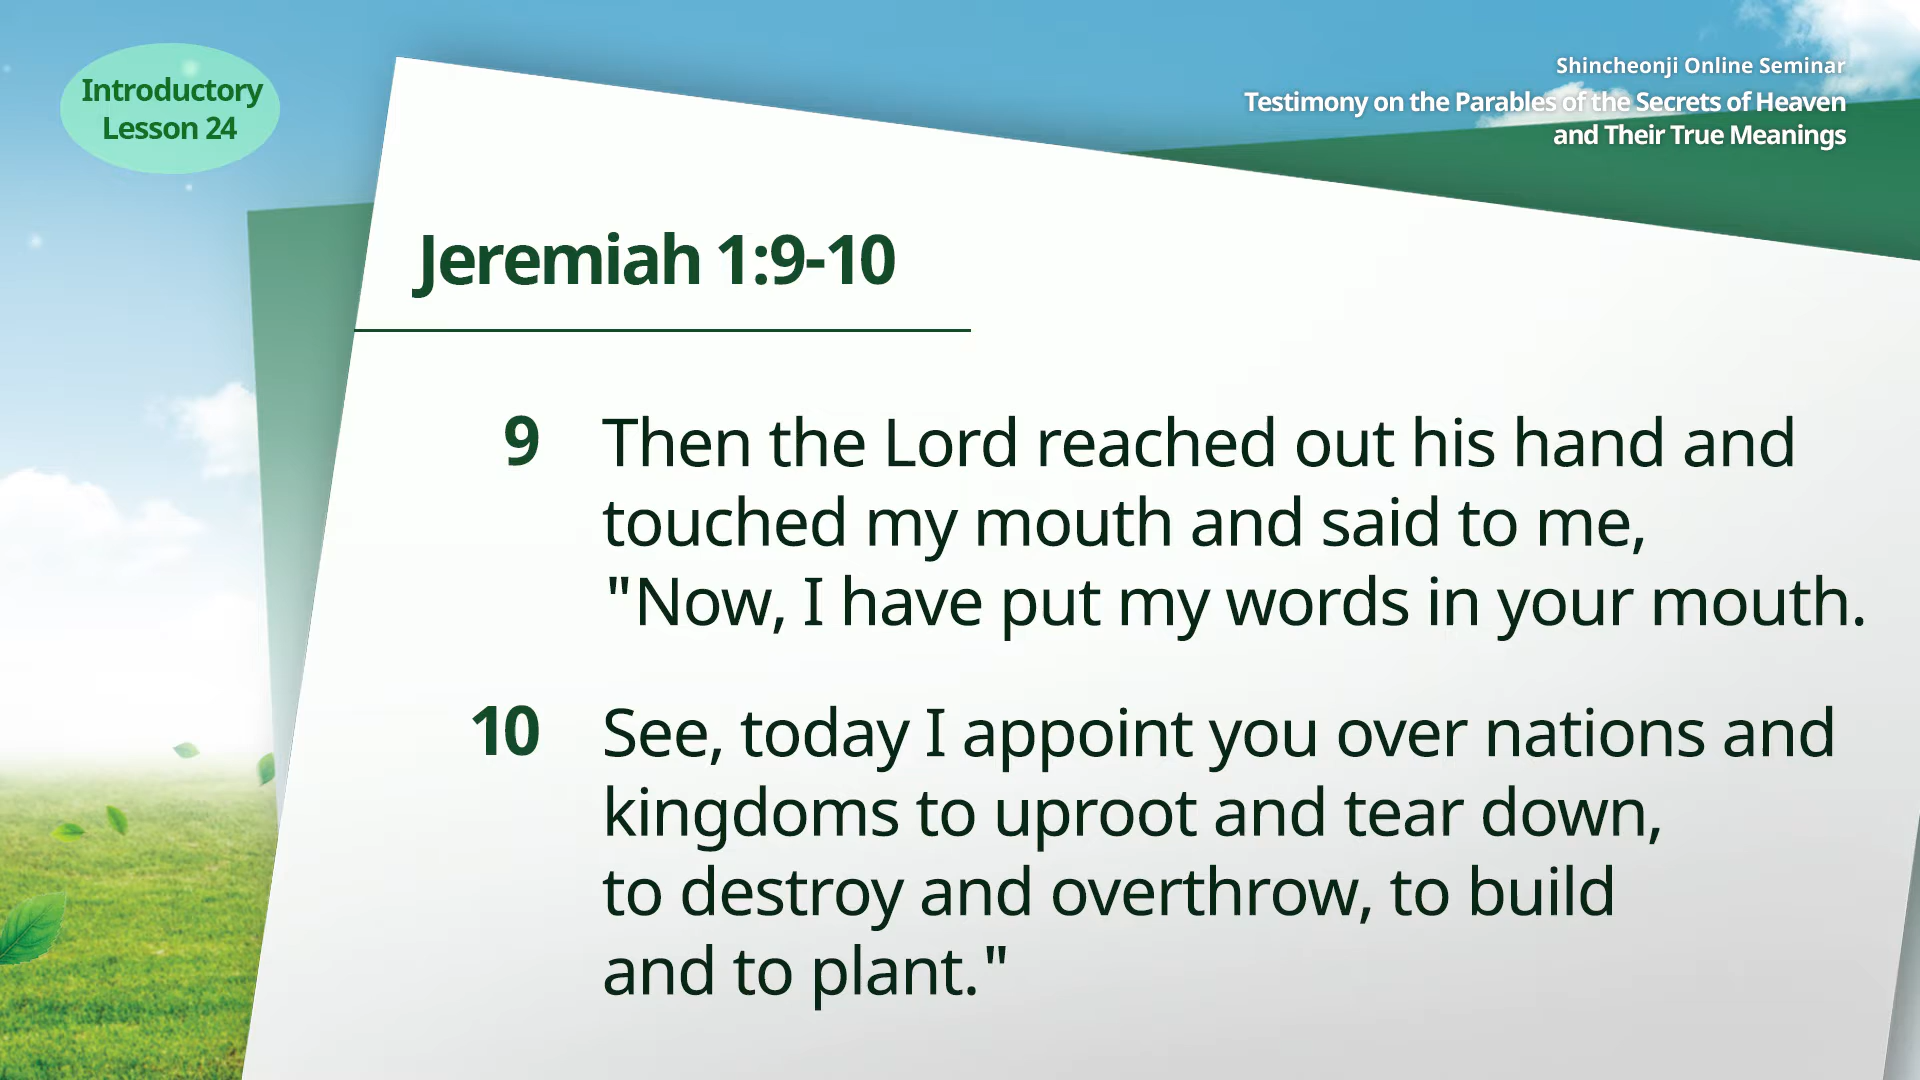 Introductory
Lesson 24
Shincheonji Online Seminar
Testimony on the Parables of the Secrets of Heaven
and Their True Meanings
Jeremiah 1:9-10
9 Then the Lord reached out his hand and
touched my mouth and said to me,
"Now, I have put my words in your mouth.
10 See, today I appoint you over nations and
kingdoms to uproot and tear down,
to destroy and overthrow, to build
and to plant."